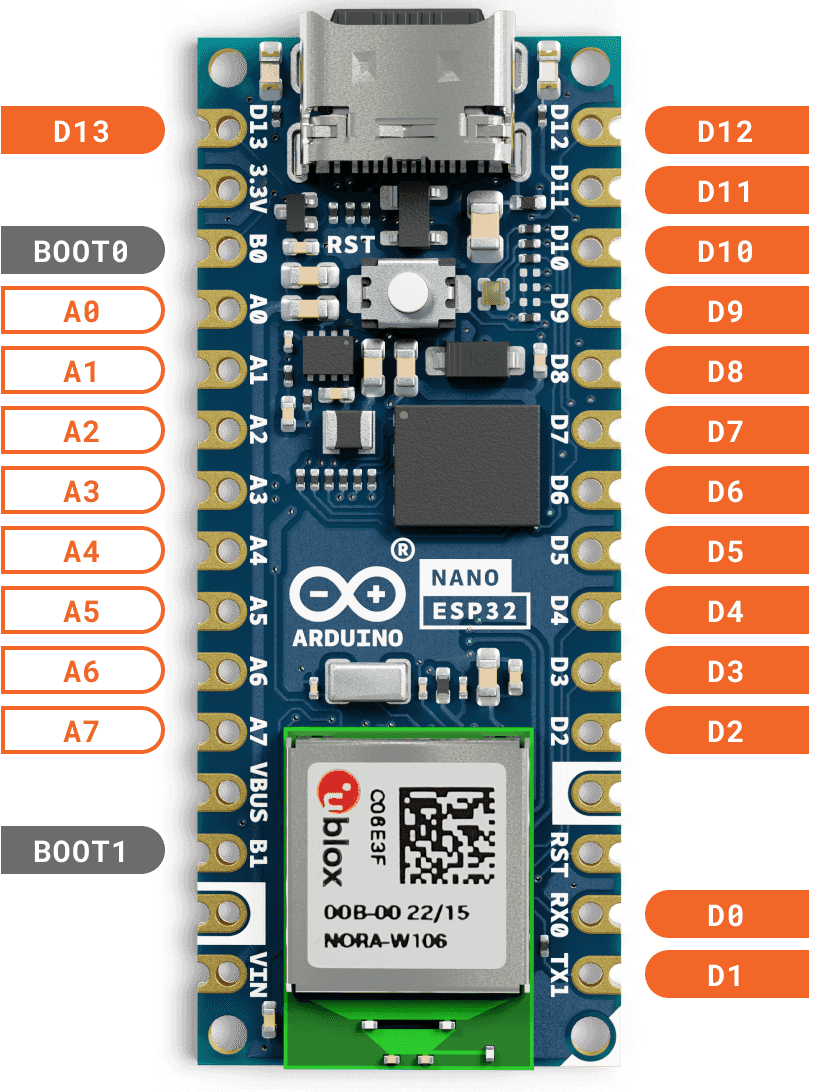 D13
BOOT0
A0
A1
A2
A3
A4
A5
A6
A7
BOOT1
D13
3.3V
B0
A0
A1
A2
A3
A4
A5
A6
A7
VBUS
B1
VIN
RST
®
NANO
ESP32
ARDUINO
ublox
C06E3F
00B-00 22/15
NORA-W106
D12
D11
D10
D9
D8
D7
D6
D5
D4
D3
D2
RST
RX0
TX1
D12
D11
D10
D9
D8
D7
D6
D5
D4
D3
D2
D0
D1